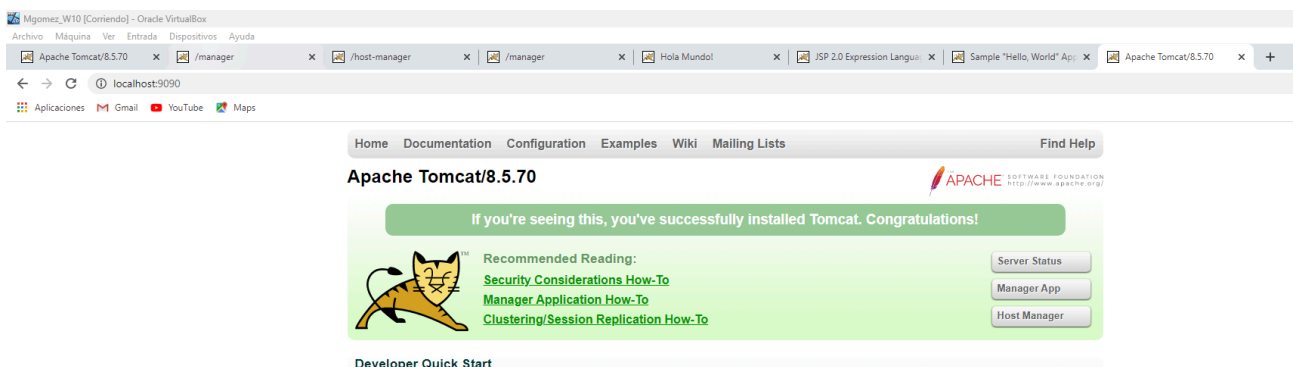 Mgomez_W10 [Corriendo] - Oracle VirtualBox
Archivo Máquina Ver Entrada Dispositivos Ayuda
Apache Tomcat/8.5.70 /manager /host-manager /manager Hola Mundo! JSP 2.0 Expression Langua Sample "Hello, World" App Apache Tomcat/8.5.70
localhost:9090
Aplicaciones Gmail YouTube Maps
Home Documentation Configuration Examples Wiki Mailing Lists Find Help
Apache Tomcat/8.5.70
APACHE SOFTWARE FOUNDATION
http://www.apache.org/
If you're seeing this, you've successfully installed Tomcat. Congratulations!
TM
Recommended Reading:
Security Considerations How-To
Manager Application How-To
Clustering/Session Replication How-To
Server Status
Manager App
Host Manager
Developer Quick Start